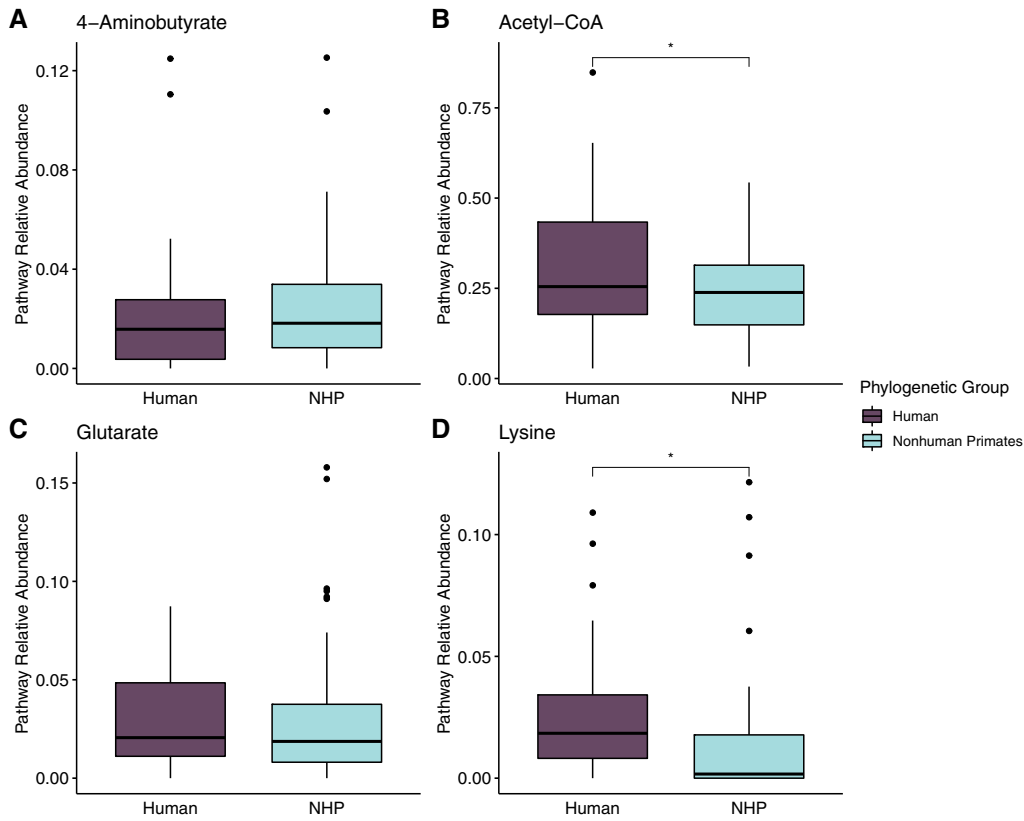 A 4−Aminobutyrate
Pathway Relative Abundance
0.12
0.08
0.04
0.00
Human NHP
B Acetyl−CoA
*
Pathway Relative Abundance
0.75
0.50
0.25
0.00
Human NHP
C Glutarate
Pathway Relative Abundance
0.15
0.10
0.05
0.00
Human NHP
D Lysine
*
Pathway Relative Abundance
0.10
0.05
0.00
Human NHP
Phylogenetic Group
Human
Nonhuman Primates